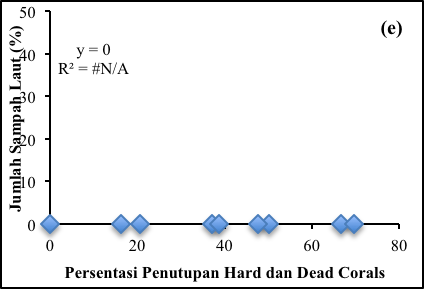 (e)
y = 0
R² = #N/A
Jumlah Sampah Laut (%)
50
40
30
20
10
0
0 20 40 60 80
Persentasi Penutupan Hard dan Dead Corals